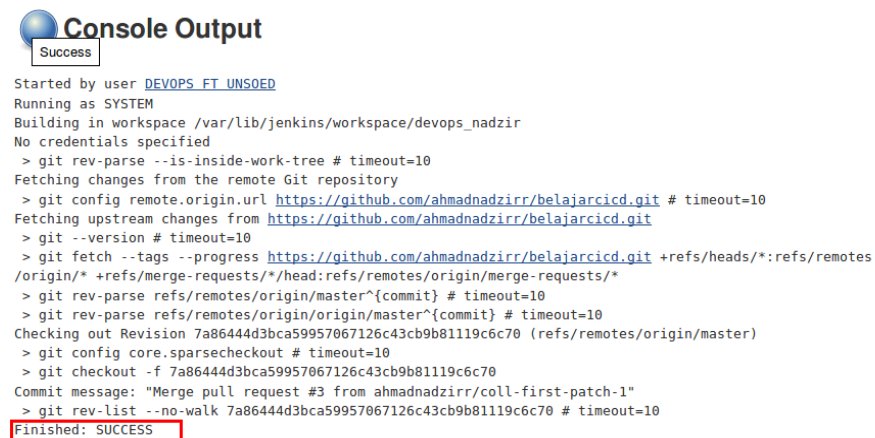 Console Output
Success
Started by user DEVOPS FT UNSOED
Running as SYSTEM
Building in workspace /var/lib/jenkins/workspace/devops_nadzir
No credentials specified
 > git rev-parse --is-inside-work-tree # timeout=10
Fetching changes from the remote Git repository
 > git config remote.origin.url https://github.com/ahmadnadzirr/belajarcicd.git # timeout=10
Fetching upstream changes from https://github.com/ahmadnadzirr/belajarcicd.git
 > git --version # timeout=10
 > git fetch --tags --progress https://github.com/ahmadnadzirr/belajarcicd.git +refs/heads/*:refs/remotes
/origin/* +refs/merge-requests/*/head:refs/remotes/origin/merge-requests/*
 > git rev-parse refs/remotes/origin/master^{commit} # timeout=10
 > git rev-parse refs/remotes/origin/origin/master^{commit} # timeout=10
Checking out Revision 7a86444d3bca59957067126c43cb9b81119c6c70 (refs/remotes/origin/master)
 > git config core.sparsecheckout # timeout=10
 > git checkout -f 7a86444d3bca59957067126c43cb9b81119c6c70
Commit message: "Merge pull request #3 from ahmadnadzirr/coll-first-patch-1"
 > git rev-list --no-walk 7a86444d3bca59957067126c43cb9b81119c6c70 # timeout=10
Finished: SUCCESS